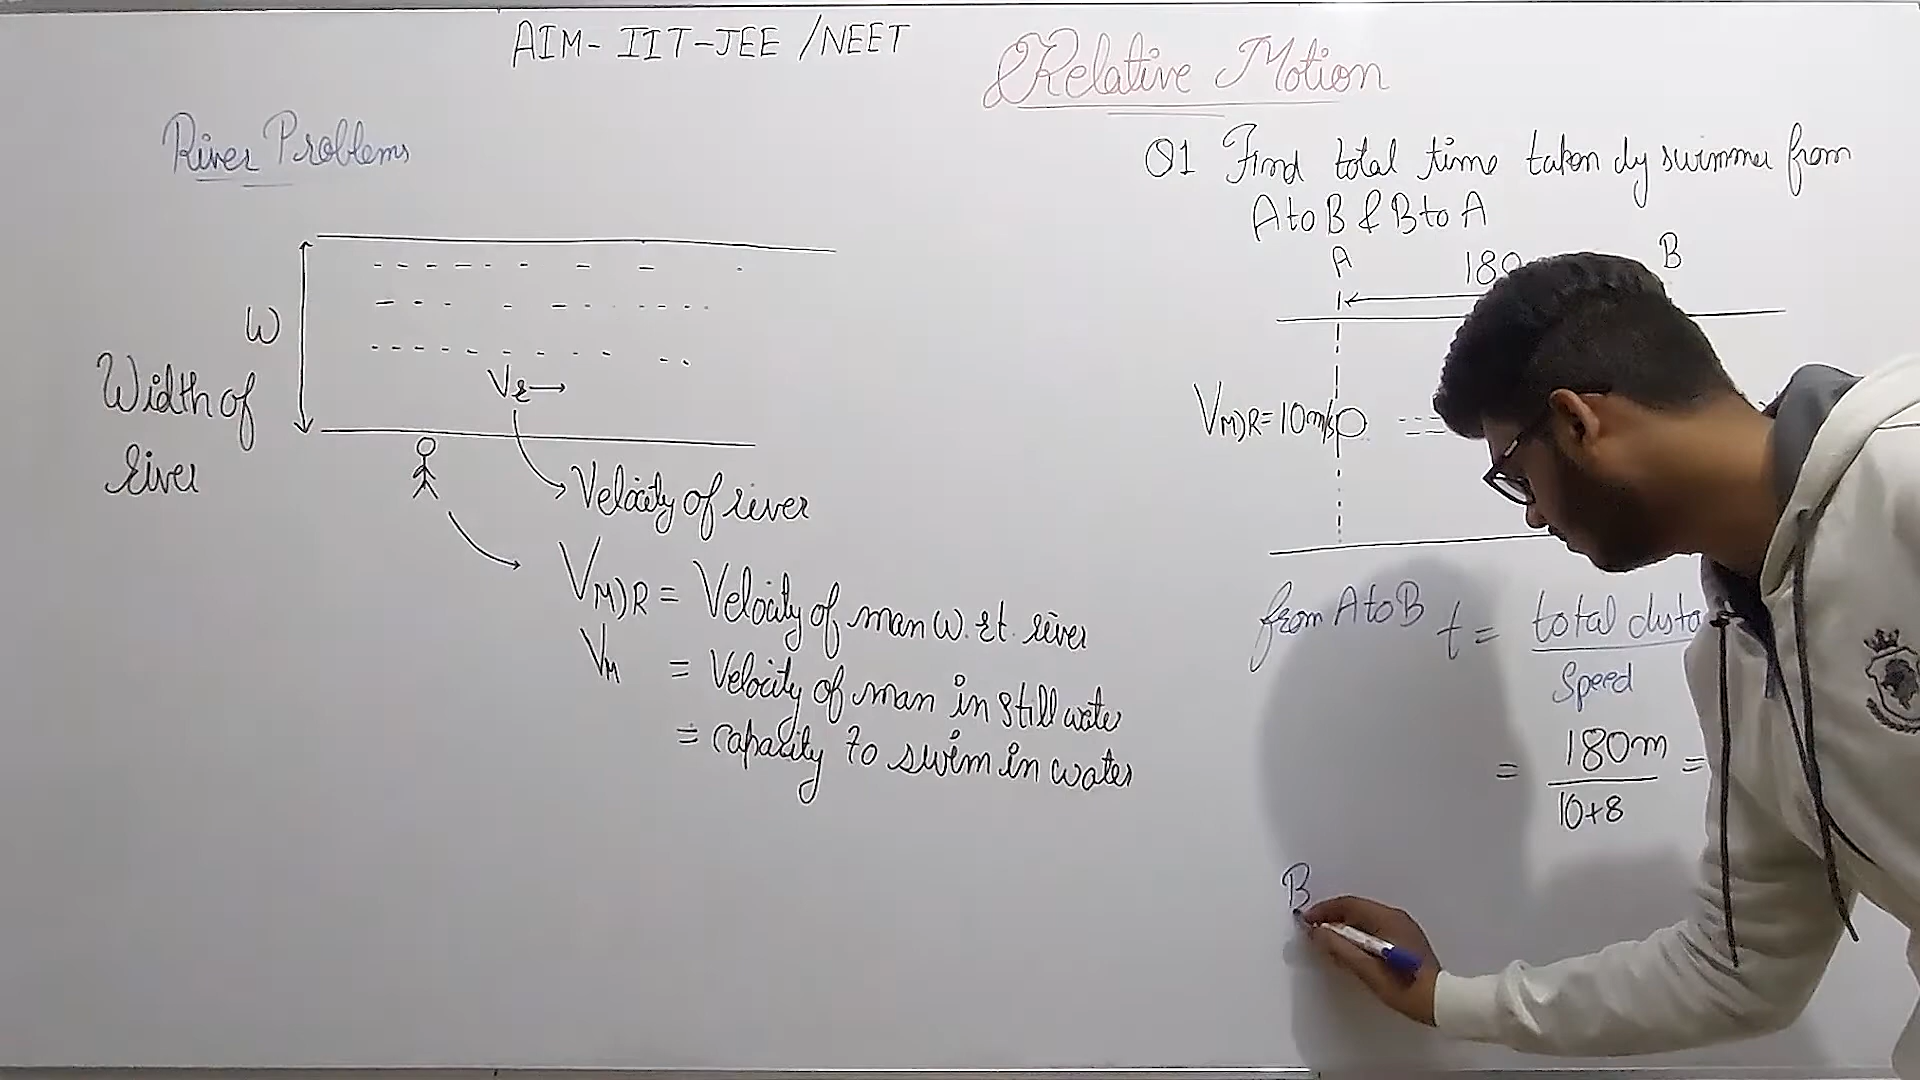 AIM- IIT-JEE /NEET
Relative Motion
River Problems
W
Width of
river
Vr
Velocity of river
VM)R = Velocity of man w.r.t. river
VM = Velocity of man in still water
= capacity to swim in water
Q1 Find total time taken by swimmer from
A to B & B to A
A 180 B
VM)R=10m/s
from A to B t = total dista
Speed
= 180m =
10+8
B